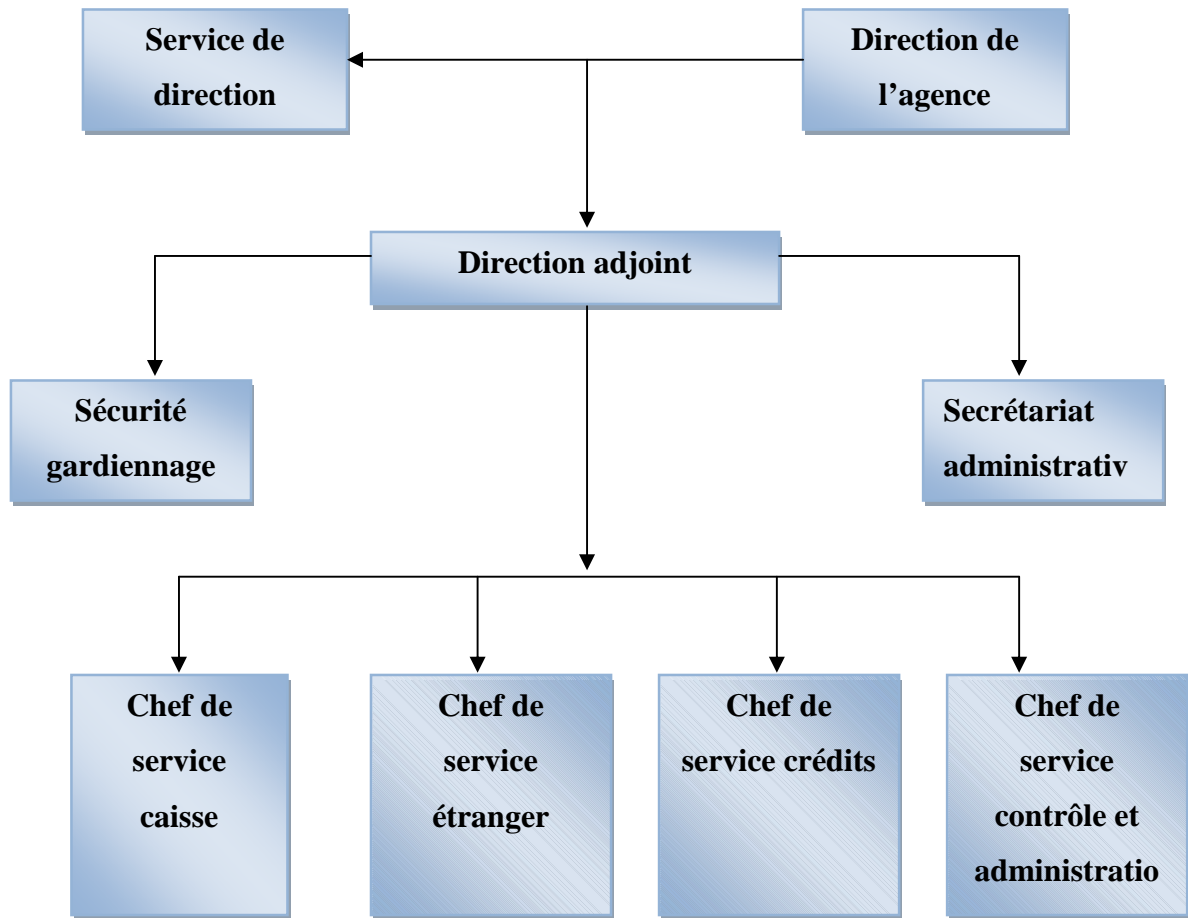 Service de
direction
Direction de
l’agence
Direction adjoint
Sécurité
gardiennage
Secrétariat
administrativ
Chef de
service
caisse
Chef de
service
étranger
Chef de
service crédits
Chef de
service
contrôle et
administratio